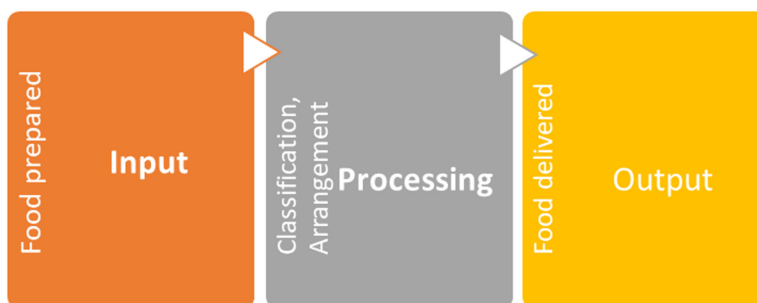 Food prepared
Input
Classification,
Arrangement
Processing
Food delivered
Output